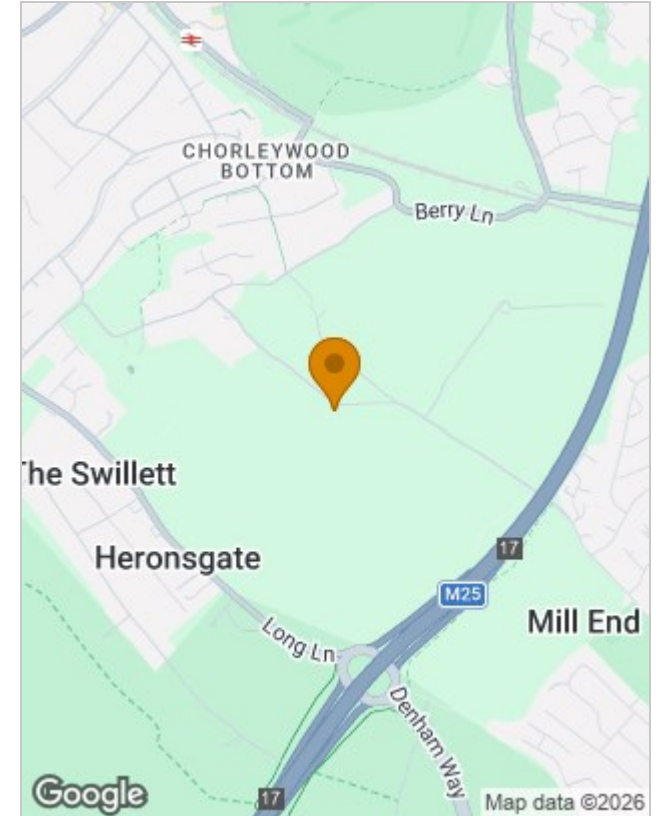 CHORLEYWOOD
BOTTOM
Berry Ln
The Swillett
Heronsgate
17
M25
Mill End
Long Ln
Denham Way
17
Google
Map data ©2026